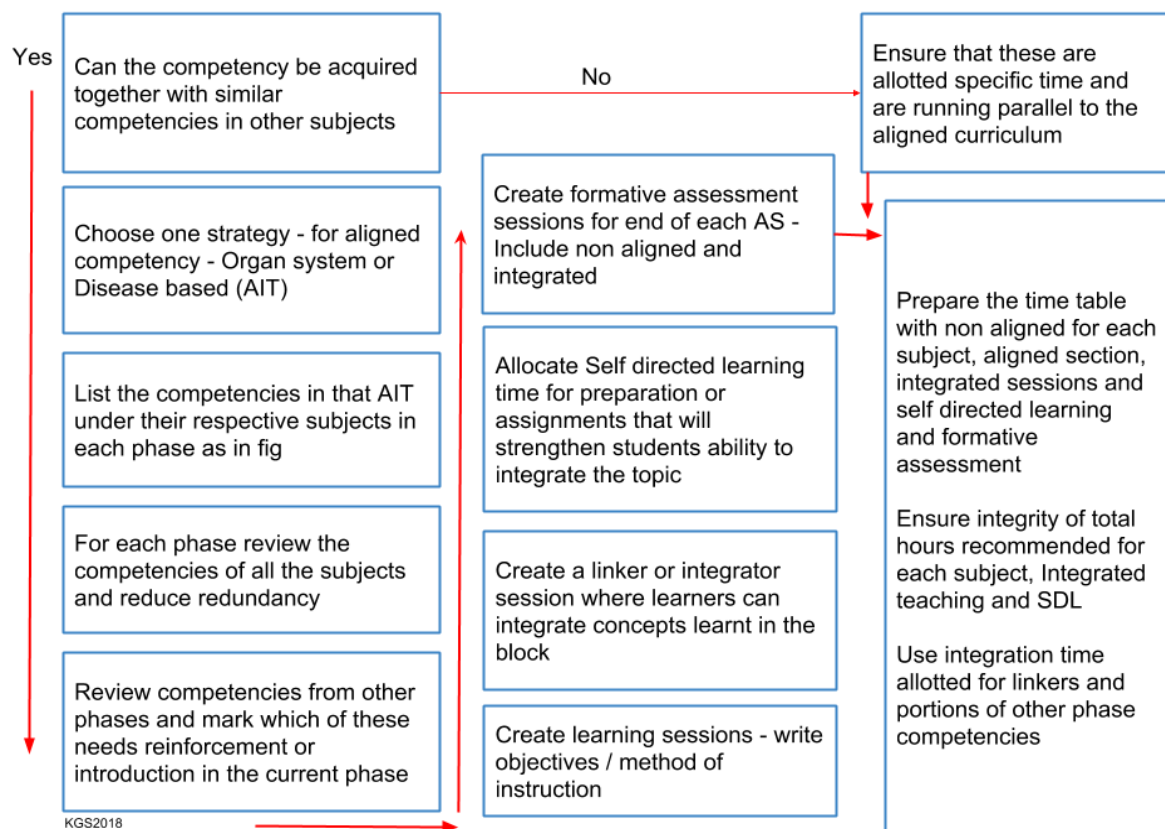 Yes
Can the competency be acquired
together with similar
competencies in other subjects
No
Ensure that these are
allotted specific time and
are running parallel to the
aligned curriculum
Choose one strategy - for aligned
competency - Organ system or
Disease based (AIT)
List the competencies in that AIT
under their respective subjects in
each phase as in fig
For each phase review the
competencies of all the subjects
and reduce redundancy
Review competencies from other
phases and mark which of these
needs reinforcement or
introduction in the current phase
KGS2018
Create formative assessment
sessions for end of each AS -
Include non aligned and
integrated
Allocate Self directed learning
time for preparation or
assignments that will
strengthen students ability to
integrate the topic
Create a linker or integrator
session where learners can
integrate concepts learnt in the
block
Create learning sessions - write
objectives / method of
instruction
Prepare the time table
with non aligned for each
subject, aligned section,
integrated sessions and
self directed learning
and formative
assessment
Ensure integrity of total
hours recommended for
each subject, Integrated
teaching and SDL
Use integration time
allotted for linkers and
portions of other phase
competencies